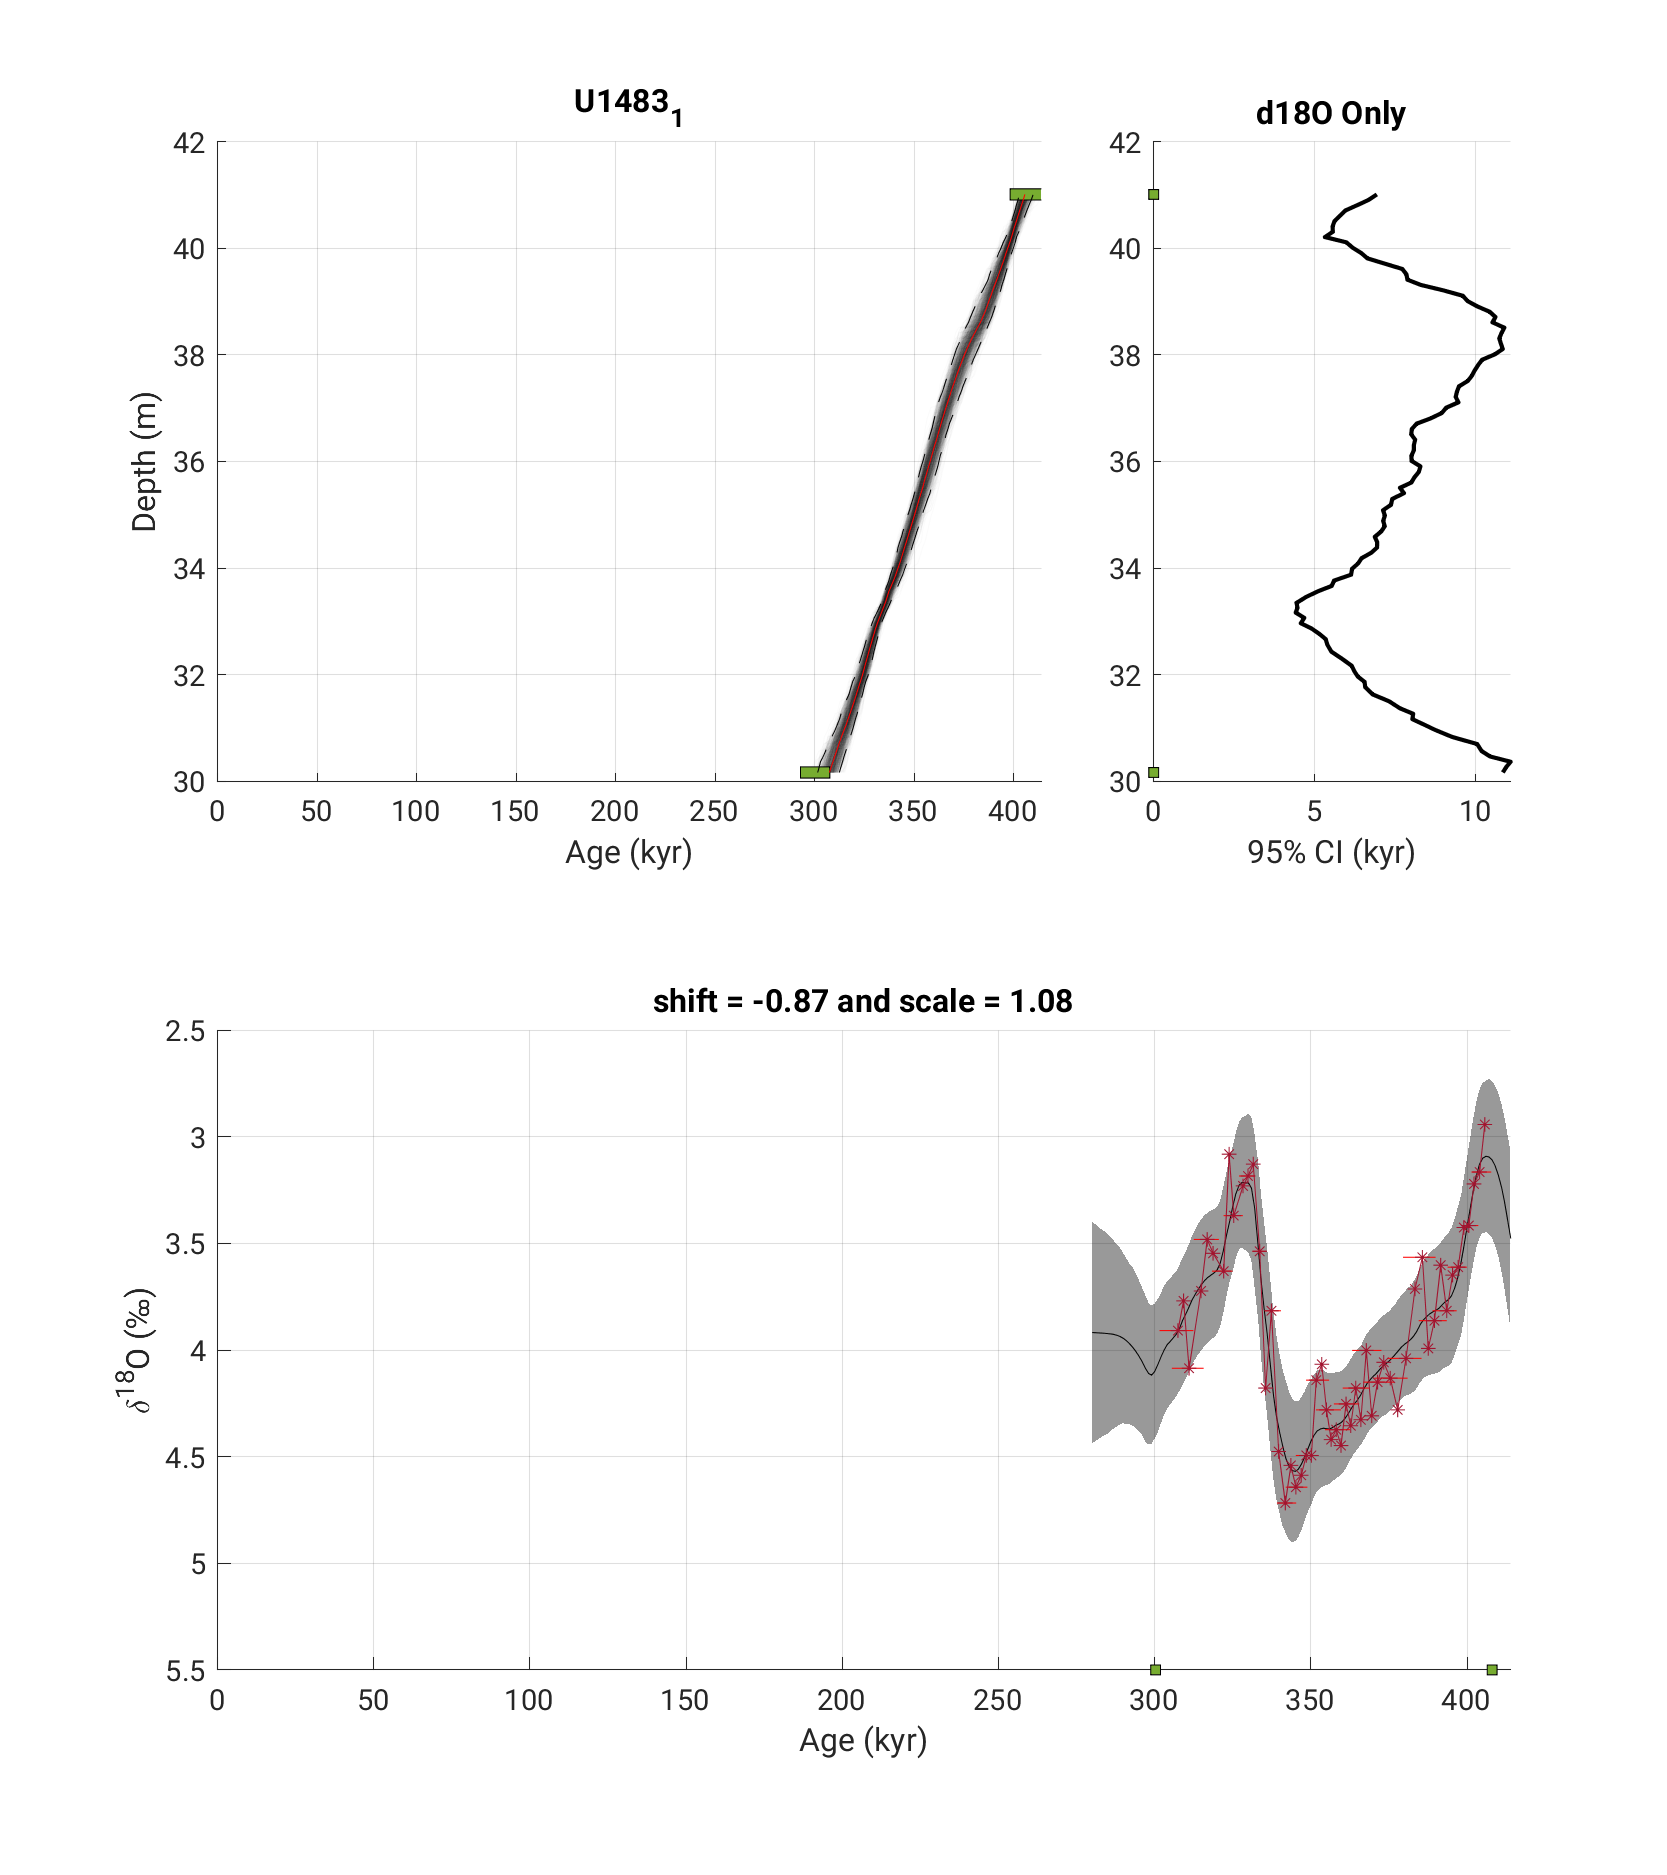 U1483₁
42
40
38
36
34
32
30
Depth (m)
0 50 100 150 200 250 300 350 400
Age (kyr)
d18O Only
42
40
38
36
34
32
30
0 5 10
95% CI (kyr)
shift = -0.87 and scale = 1.08
2.5
3
3.5
4
4.5
5
5.5
δ¹⁸O (‰)
0 50 100 150 200 250 300 350 400
Age (kyr)